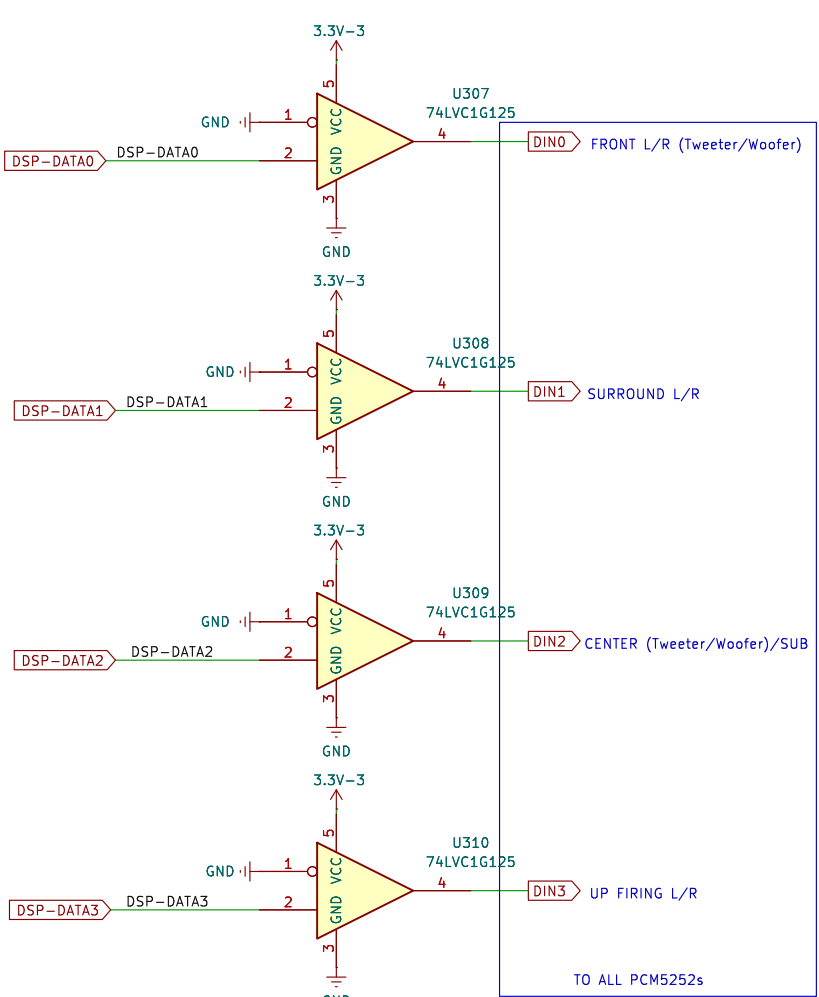 3.3V-3
5
U307
74LVC1G125
GND
1
VCC
4
DIN0
FRONT L/R (Tweeter/Woofer)
DSP-DATA0
DSP-DATA0
2
GND
3
GND
3.3V-3
5
U308
74LVC1G125
GND
1
VCC
4
DIN1
SURROUND L/R
DSP-DATA1
DSP-DATA1
2
GND
3
GND
3.3V-3
5
U309
74LVC1G125
GND
1
VCC
4
DIN2
CENTER (Tweeter/Woofer)/SUB
DSP-DATA2
DSP-DATA2
2
GND
3
GND
3.3V-3
5
U310
74LVC1G125
GND
1
VCC
4
DIN3
UP FIRING L/R
DSP-DATA3
DSP-DATA3
2
GND
3
TO ALL PCM5252s